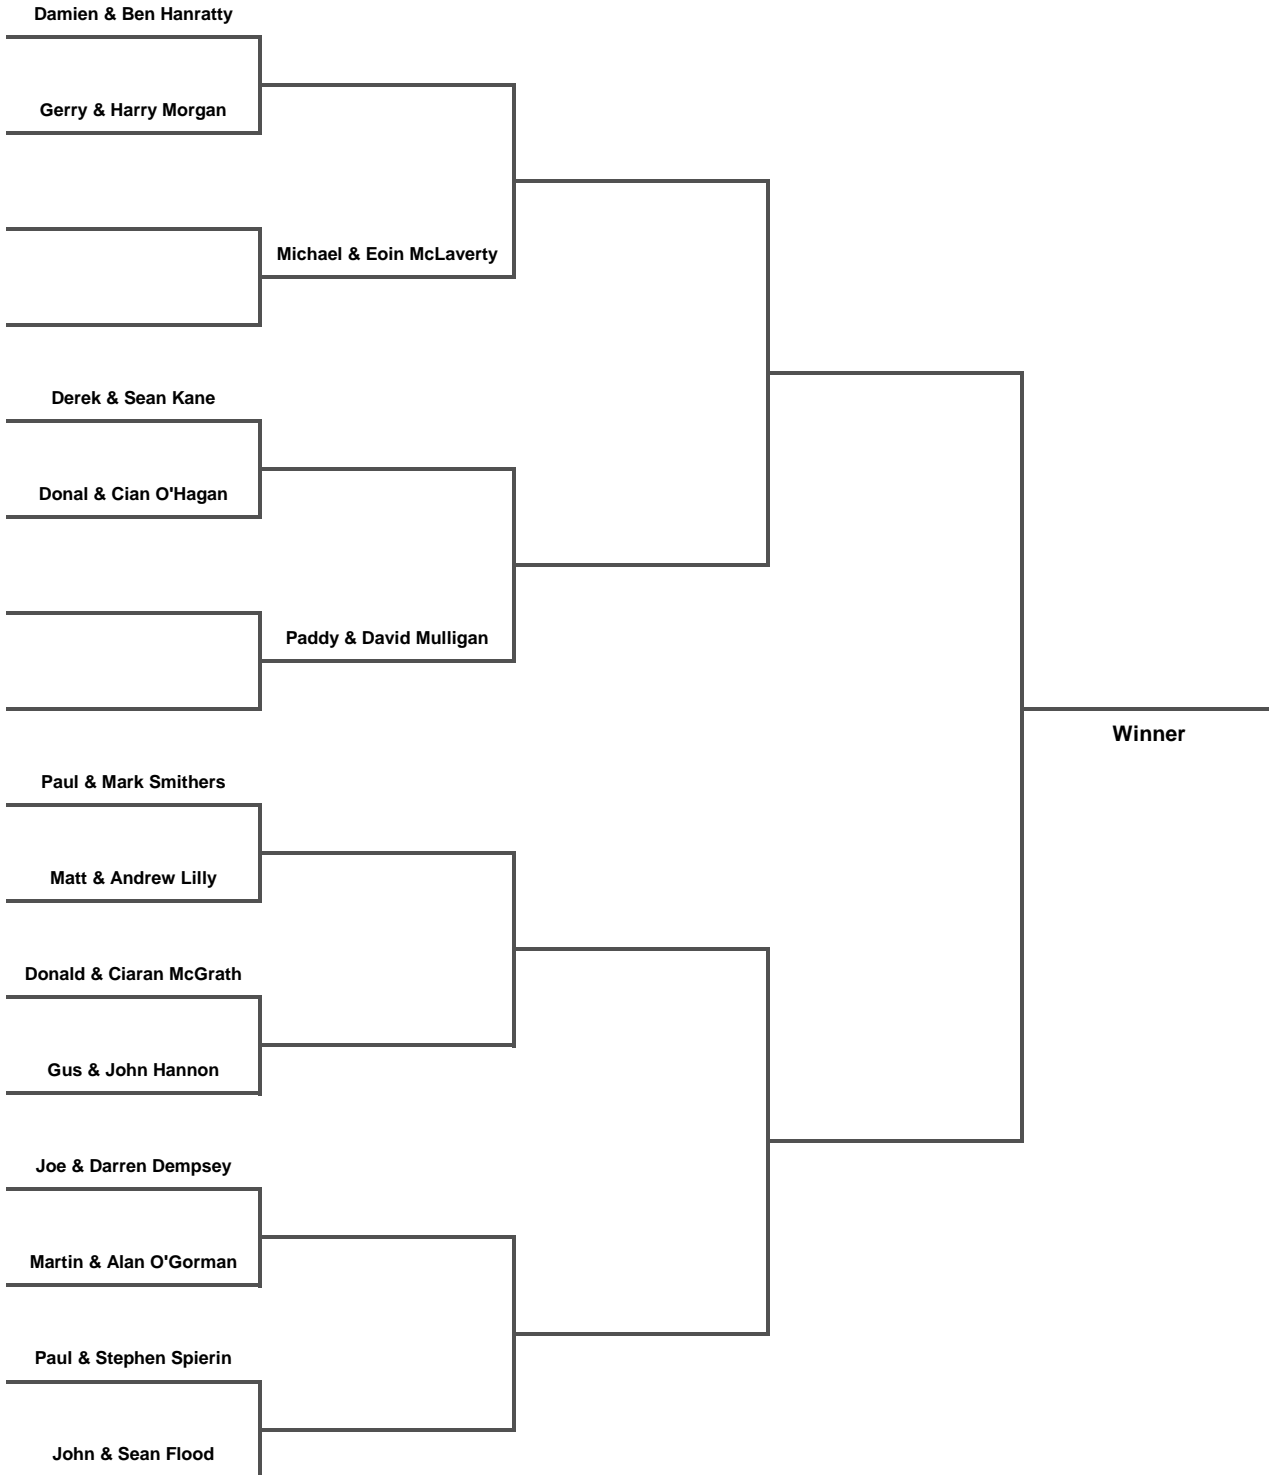 Damien & Ben Hanratty
Gerry & Harry Morgan
Michael & Eoin McLaverty
Derek & Sean Kane
Donal & Cian O'Hagan
Paddy & David Mulligan
Winner
Paul & Mark Smithers
Matt & Andrew Lilly
Donald & Ciaran McGrath
Gus & John Hannon
Joe & Darren Dempsey
Martin & Alan O'Gorman
Paul & Stephen Spierin
John & Sean Flood